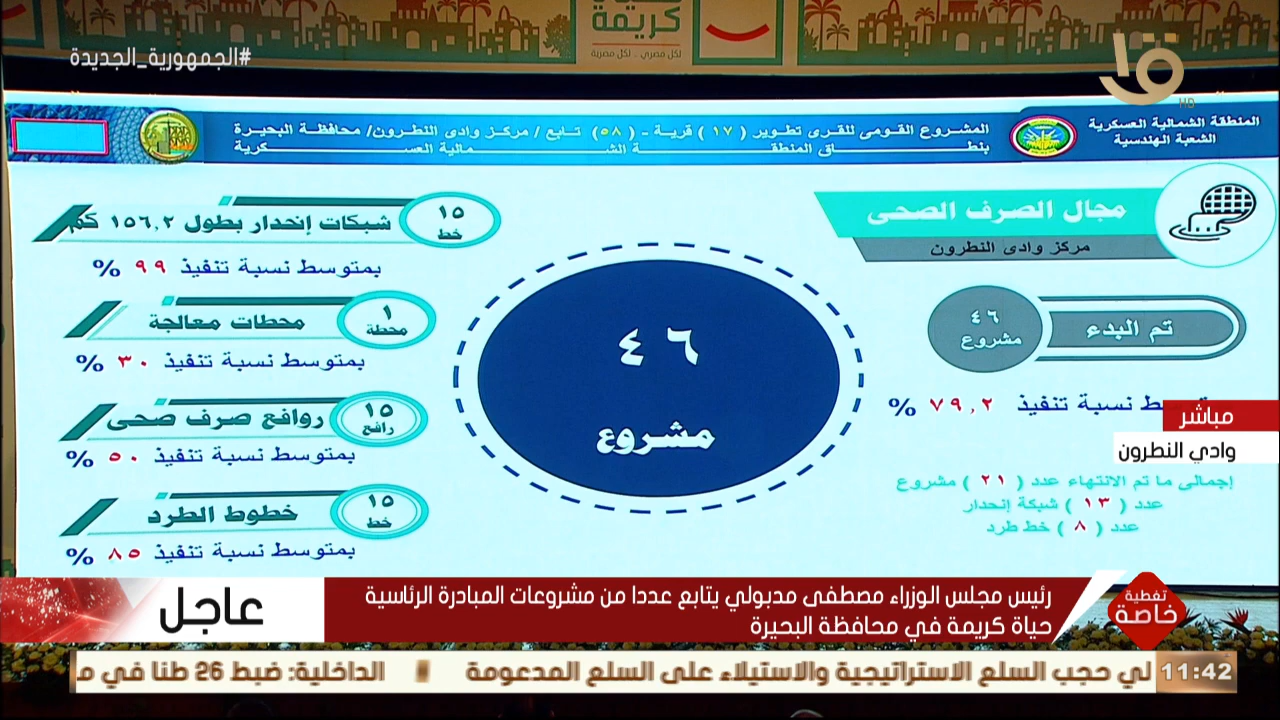 كريمة
لكل مصري .. لكل مصرية
#الجمهورية_الجديدة
HD
المنطقة الشمالية العسكرية
الشعبة الهندسية
المشروع القومى للقرى تطوير ( ١٧ ) قرية - ( ٥٨ ) تابع / مركز وادى النطرون/ محافظة البحيرة
بنطاق المنطقة الشمالية العسكرية
مجال الصرف الصحى
مركز وادى النطرون
تم البدء
٤٦
مشروع
نسبة تنفيذ ٧٩,٢ %
إجمالى ما تم الانتهاء عدد ( ٢١ ) مشروع
عدد ( ١٣ ) شبكة إنحدار
عدد ( ٨ ) خط طرد
٤٦
مشروع
١٥
خط
شبكات إنحدار بطول ١٥٦,٢ كم
بمتوسط نسبة تنفيذ ٩٩ %
١
محطة
محطات معالجة
بمتوسط نسبة تنفيذ ٣٠ %
١٥
رافع
روافع صرف صحى
بمتوسط نسبة تنفيذ ٥٠ %
١٥
خط
خطوط الطرد
بمتوسط نسبة تنفيذ ٨٥ %
مباشر
وادي النطرون
تغطية
خاصة
رئيس مجلس الوزراء مصطفى مدبولي يتابع عددا من مشروعات المبادرة الرئاسية
حياة كريمة في محافظة البحيرة
عاجل
11:42
لي حجب السلع الاستراتيجية والاستيلاء على السلع المدعومة
الداخلية: ضبط 26 طنا في